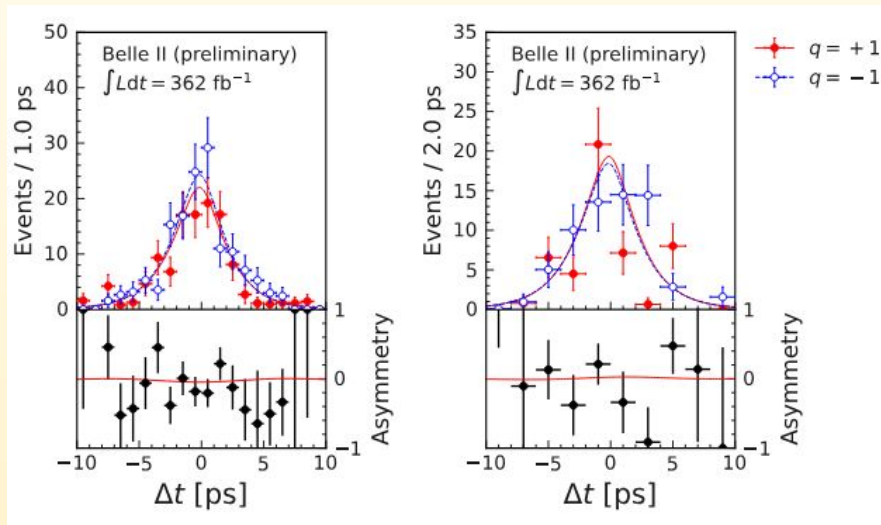 Belle II (preliminary)
∫Ldt = 362 fb⁻¹
Events / 1.0 ps
50
40
30
20
10
0
1
0
−1
Asymmetry
−10
−5
0
5
10
Δt [ps]
Belle II (preliminary)
∫Ldt = 362 fb⁻¹
Events / 2.0 ps
35
30
25
20
15
10
5
0
1
0
−1
Asymmetry
−10
−5
0
5
10
Δt [ps]
q = +1
q = −1